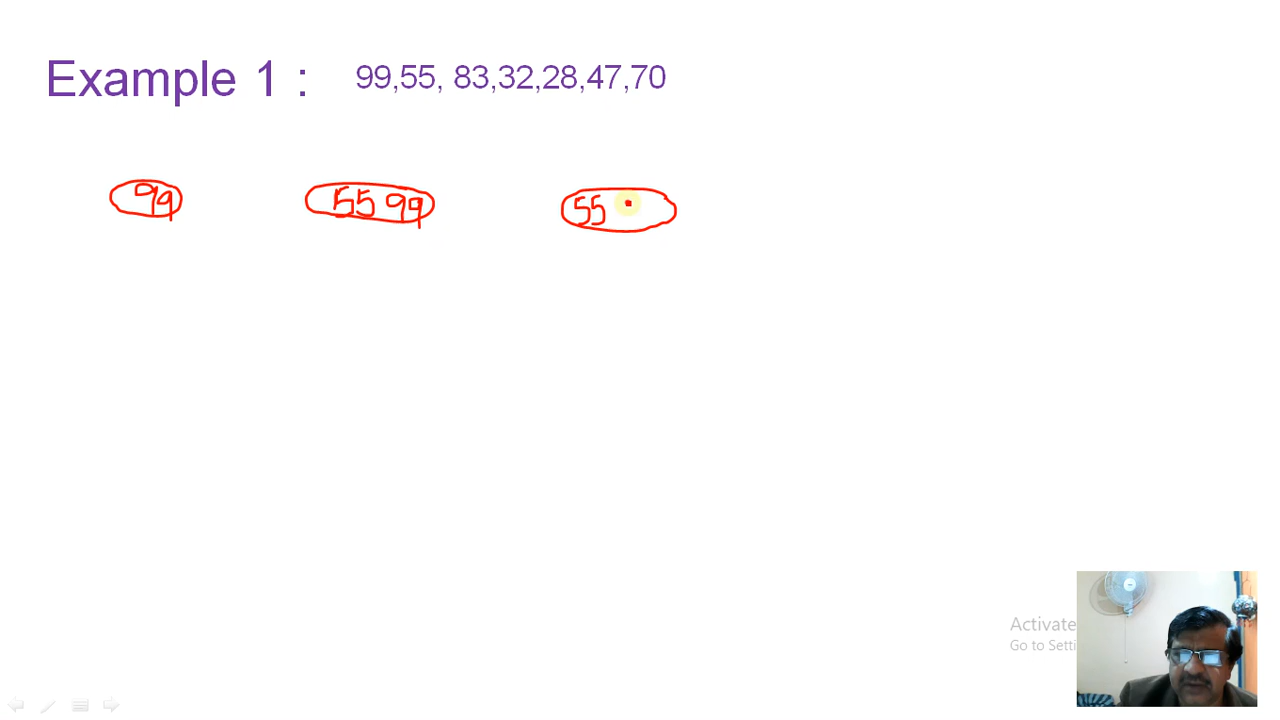 Example 1 : 99,55, 83,32,28,47,70
99 55 99 55
Activate
Go to Setti